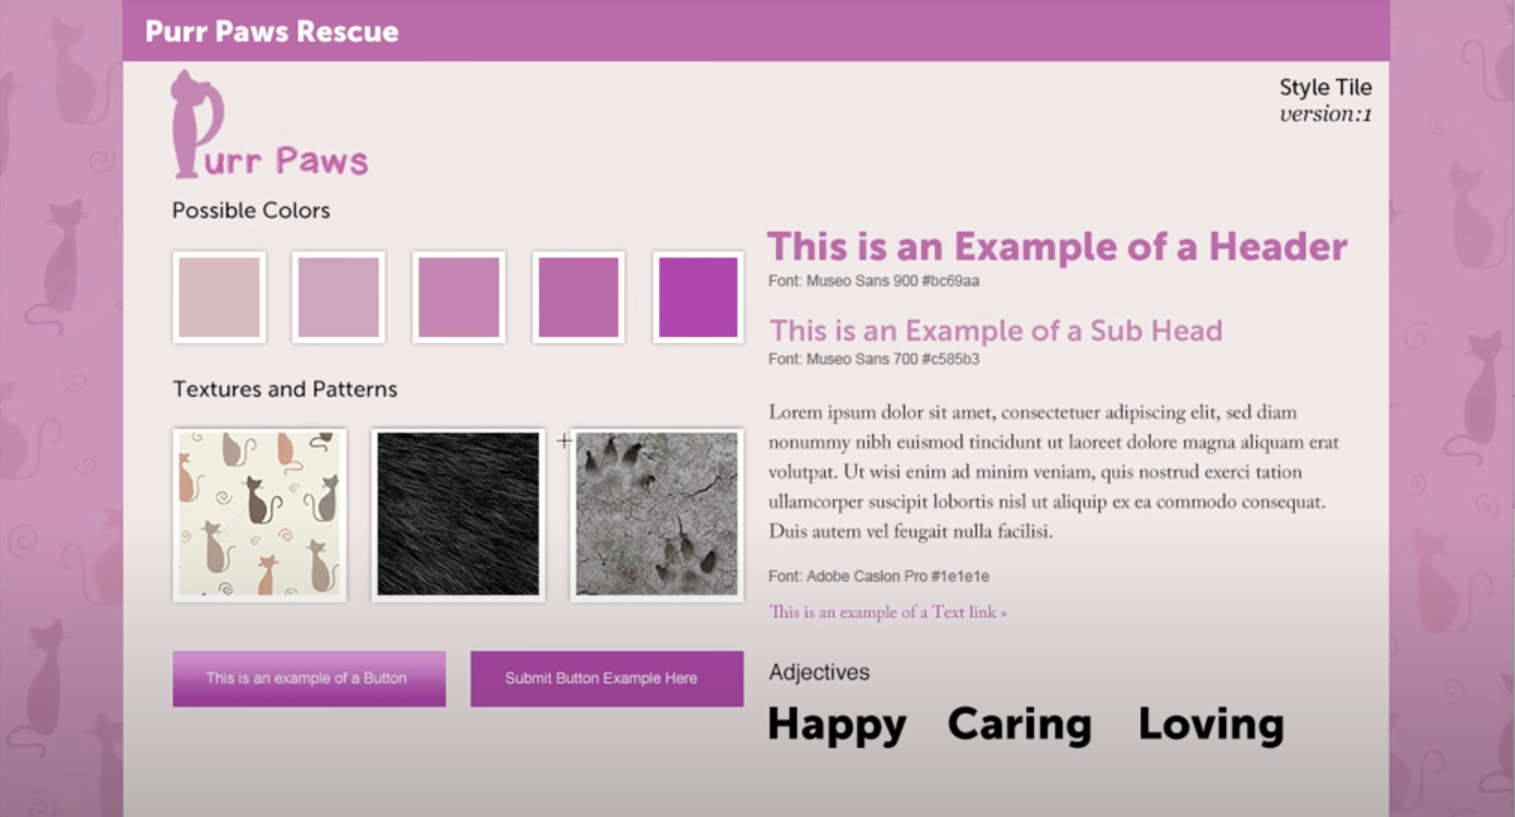 Purr Paws Rescue
Style Tile
version:1
Purr Paws
Possible Colors
Textures and Patterns
This is an example of a Button
Submit Button Example Here
This is an Example of a Header
Font: Museo Sans 900 #bc69aa
This is an Example of a Sub Head
Font: Museo Sans 700 #c585b3
Lorem ipsum dolor sit amet, consectetuer adipiscing elit, sed diam
nonummy nibh euismod tincidunt ut laoreet dolore magna aliquam erat
volutpat. Ut wisi enim ad minim veniam, quis nostrud exerci tation
ullamcorper suscipit lobortis nisl ut aliquip ex ea commodo consequat.
Duis autem vel feugait nulla facilisi.
Font: Adobe Caslon Pro #1e1e1e
This is an example of a Text link »
Adjectives
Happy Caring Loving